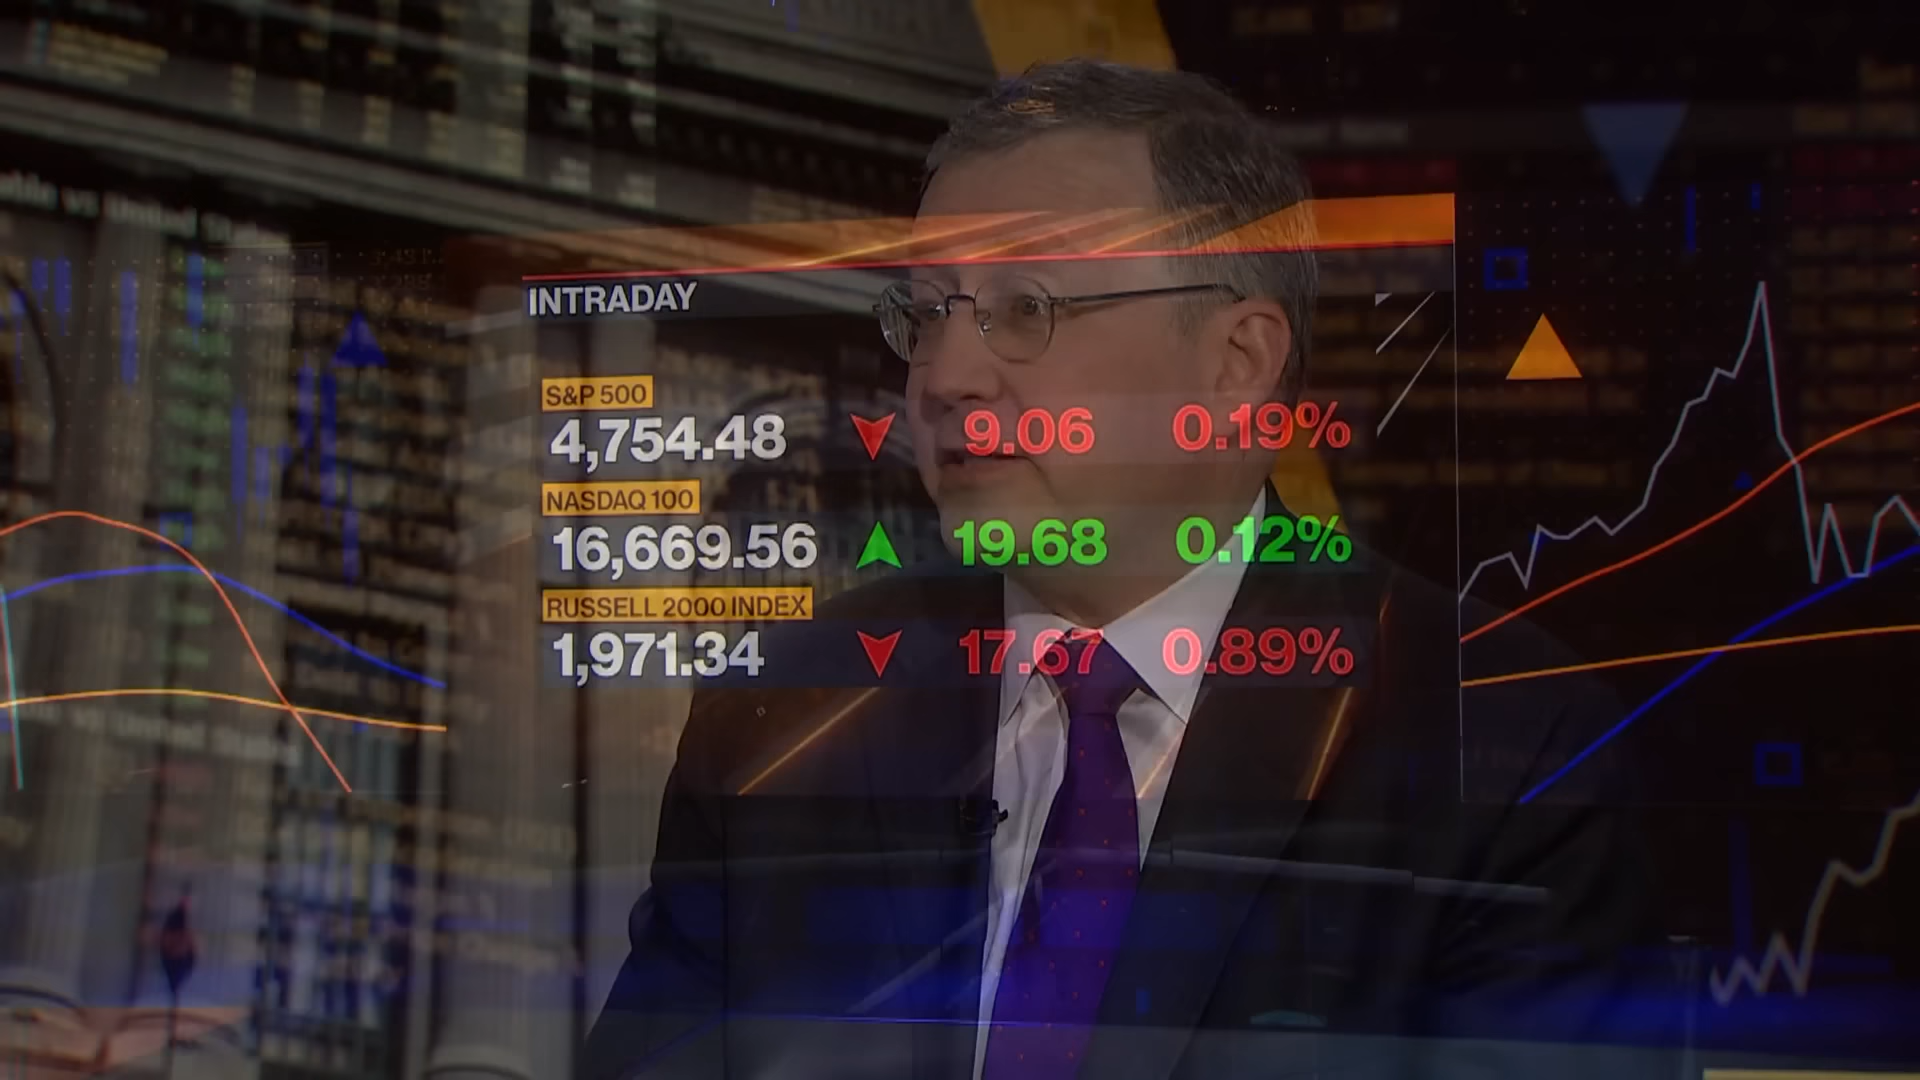 INTRADAY
S&P 500
4,754.48 9.06 0.19%
NASDAQ 100
16,669.56 19.68 0.12%
RUSSELL 2000 INDEX
1,971.34 17.67 0.89%